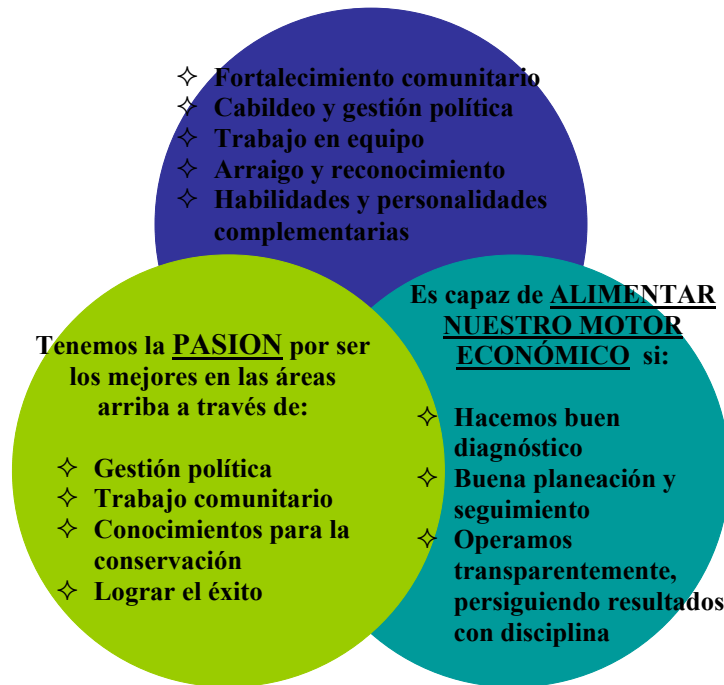 ✧ Fortalecimiento comunitario
✧ Cabildeo y gestión política
✧ Trabajo en equipo
✧ Arraigo y reconocimiento
✧ Habilidades y personalidades
complementarias
Tenemos la PASION por ser
los mejores en las áreas
arriba a través de:
✧ Gestión política
✧ Trabajo comunitario
✧ Conocimientos para la
conservación
✧ Lograr el éxito
Es capaz de ALIMENTAR
NUESTRO MOTOR
ECONÓMICO si:
✧ Hacemos buen
diagnóstico
✧ Buena planeación y
seguimiento
✧ Operamos
transparentemente,
persiguiendo resultados
con disciplina